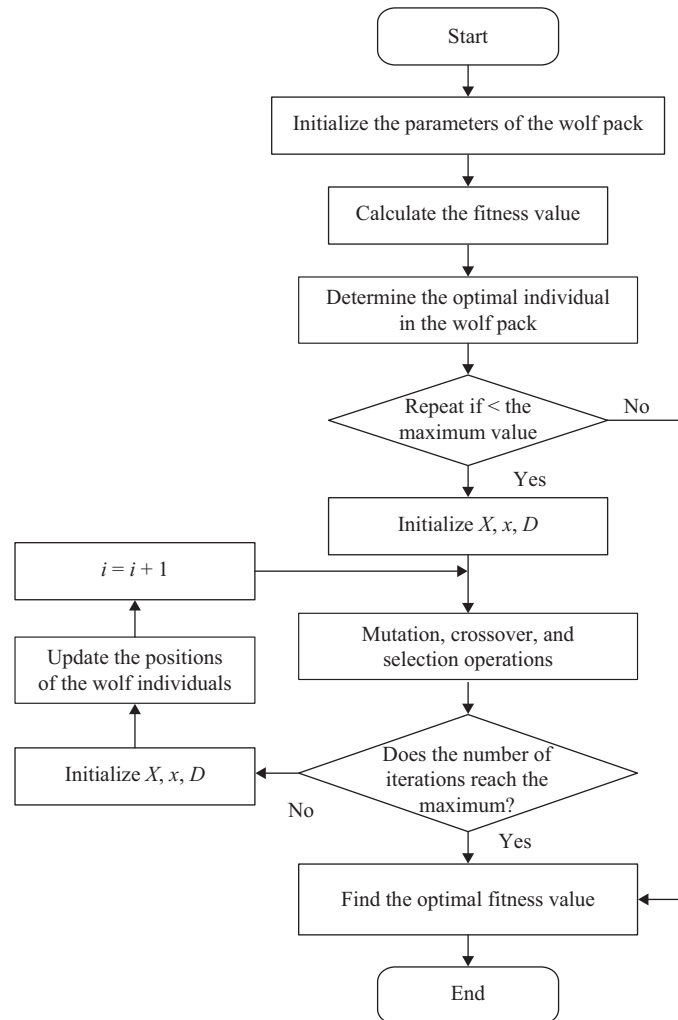 Start
Initialize the parameters of the wolf pack
Calculate the fitness value
Determine the optimal individual
in the wolf pack
Repeat if < the
maximum value
No
Yes
Initialize X, x, D
i = i + 1
Mutation, crossover, and
selection operations
Update the positions
of the wolf individuals
Does the number of
iterations reach the
maximum?
Initialize X, x, D
No
Yes
Find the optimal fitness value
End